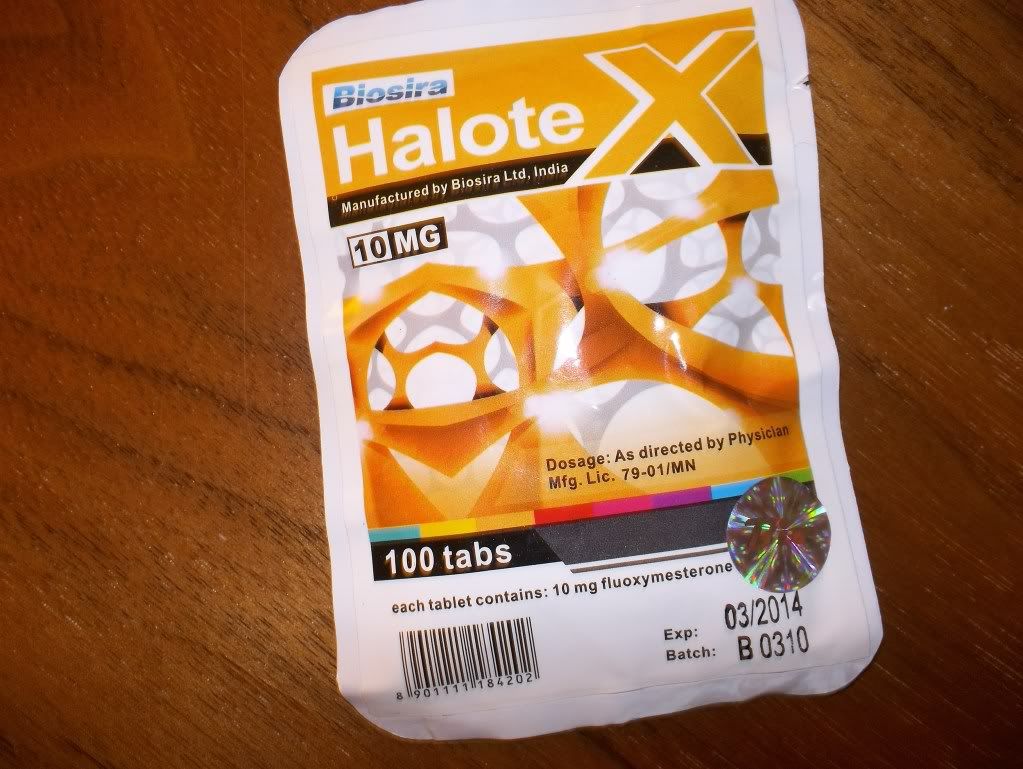 Biosira
Halote X
Manufactured by Biosira Ltd, India
10 MG
Dosage: As directed by Physician
Mfg. Lic. 79-01/MN
100 tabs
each tablet contains: 10 mg fluoxymesterone
Exp: 03/2014
Batch: B 0310
8 901111 184202